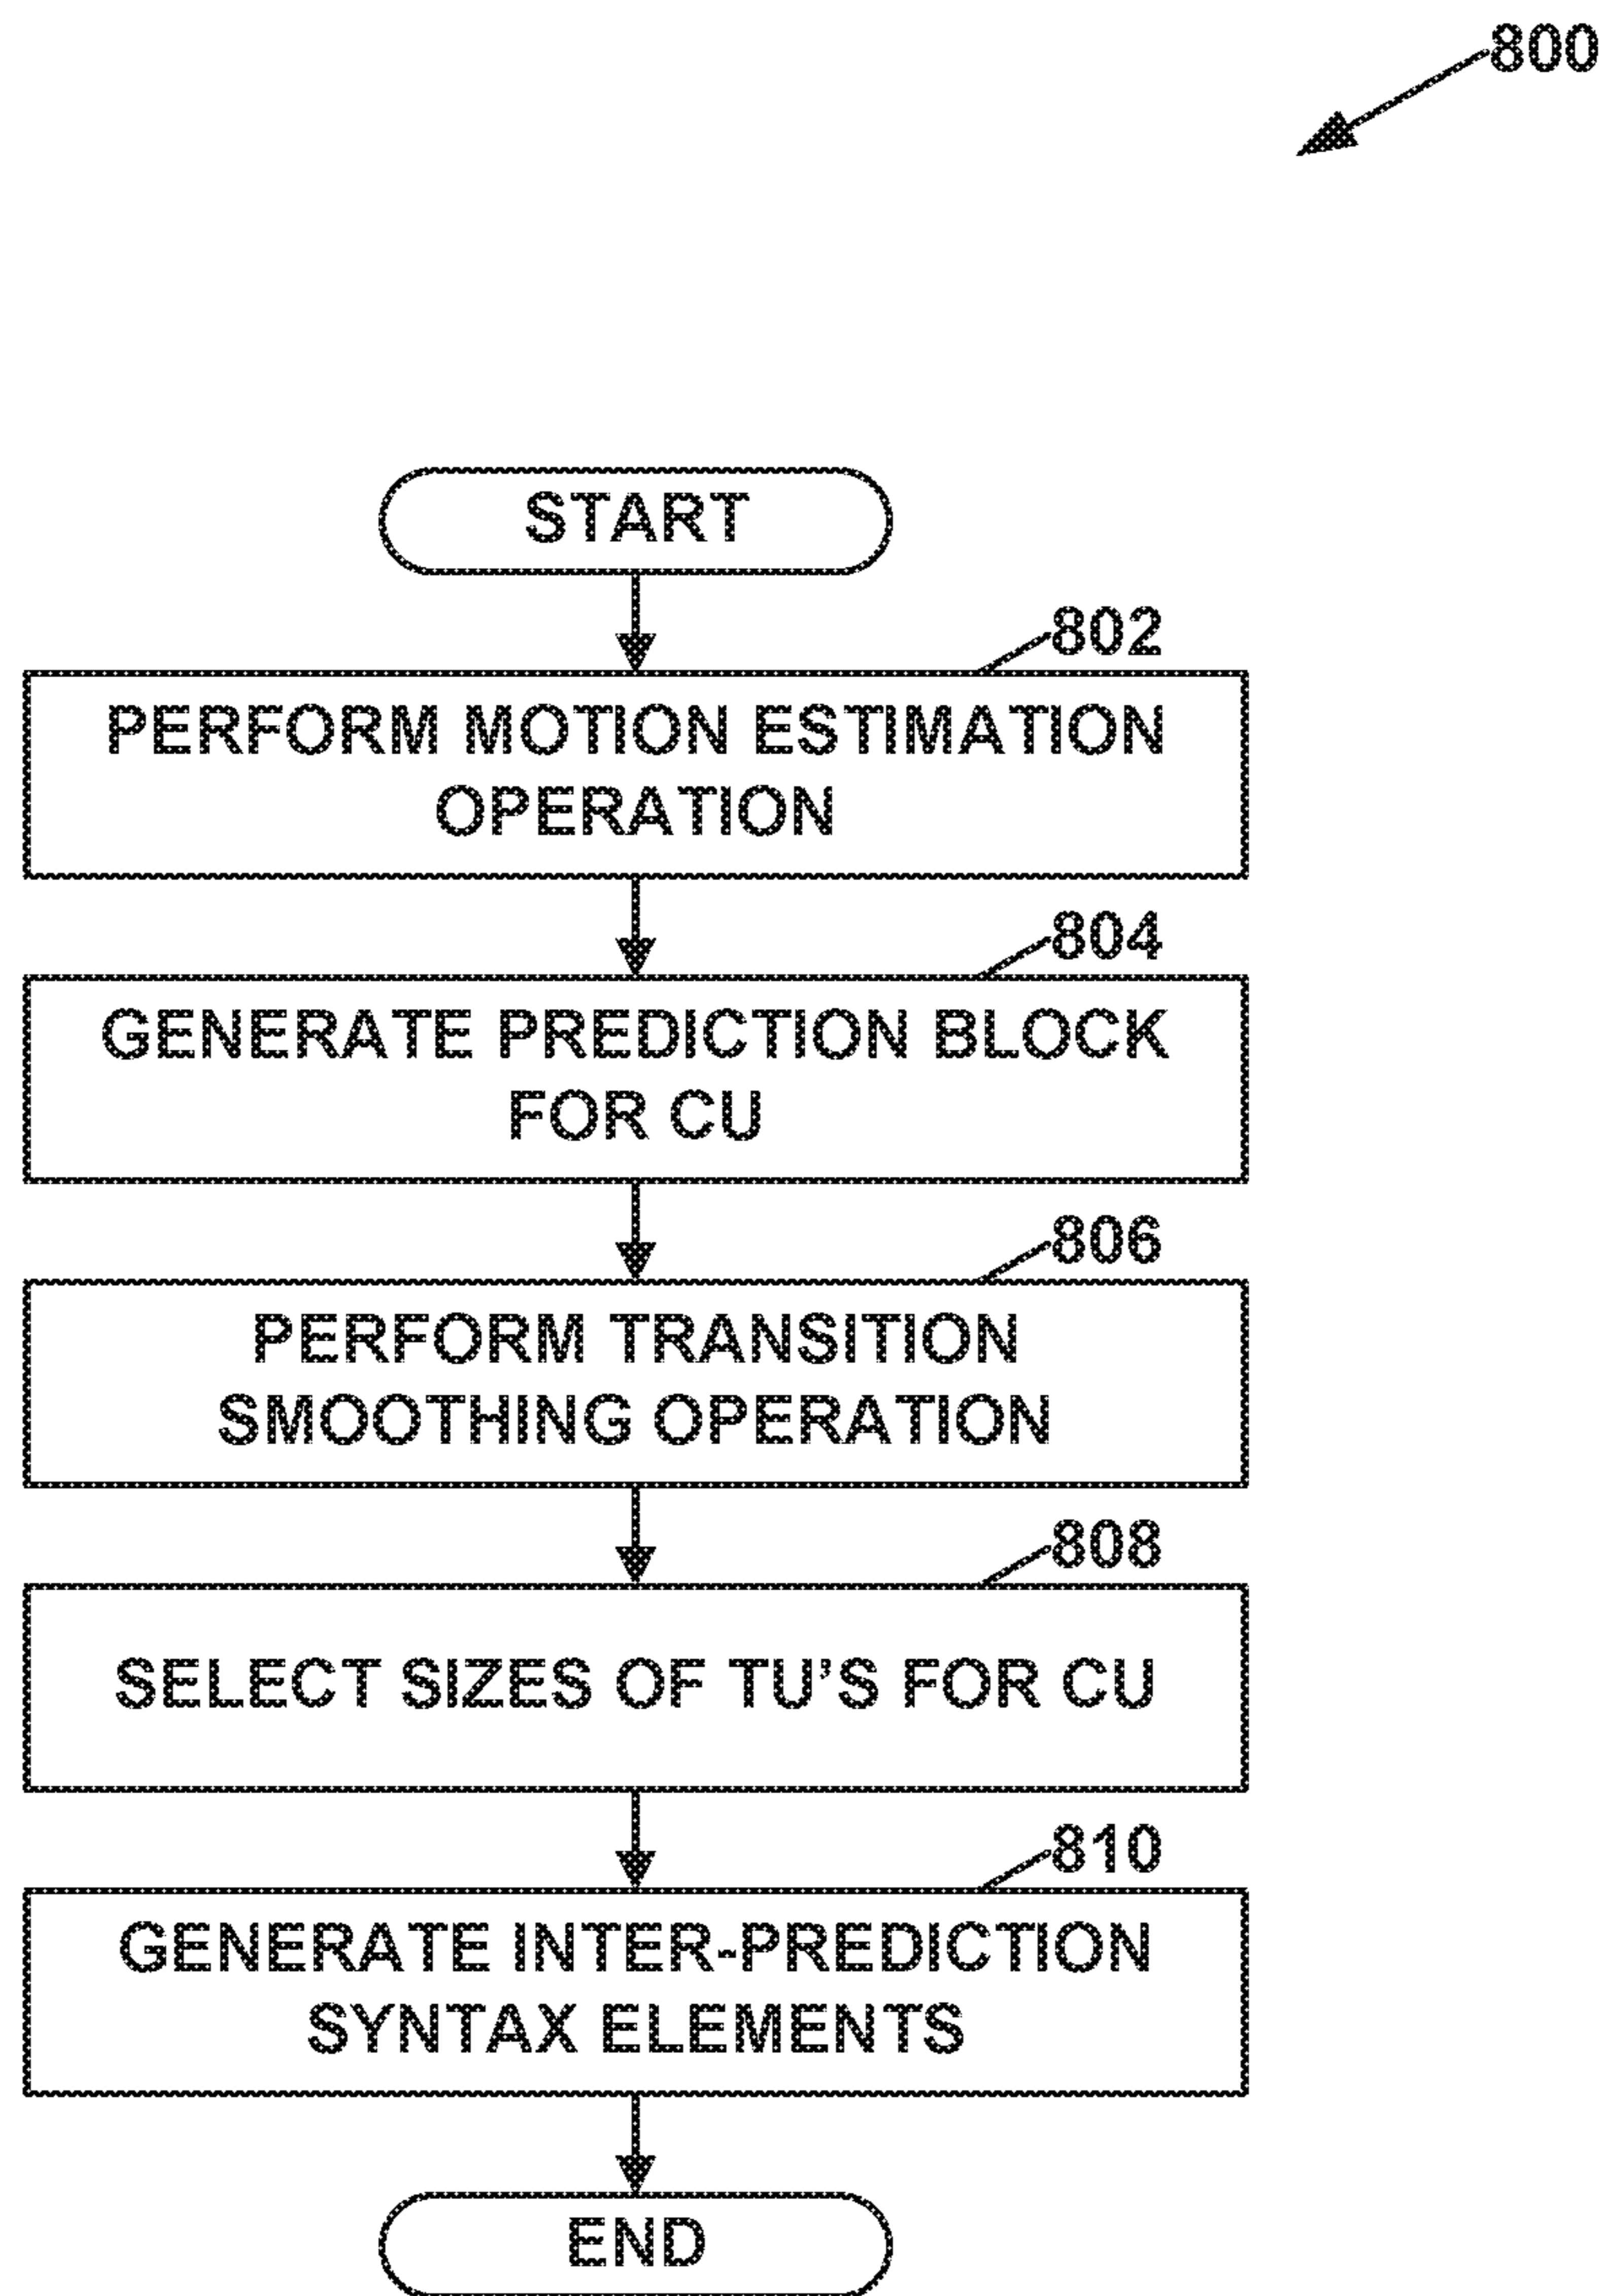 800
START
802
PERFORM MOTION ESTIMATION
OPERATION
804
GENERATE PREDICTION BLOCK
FOR CU
806
PERFORM TRANSITION
SMOOTHING OPERATION
808
SELECT SIZES OF TU'S FOR CU
810
GENERATE INTER-PREDICTION
SYNTAX ELEMENTS
END